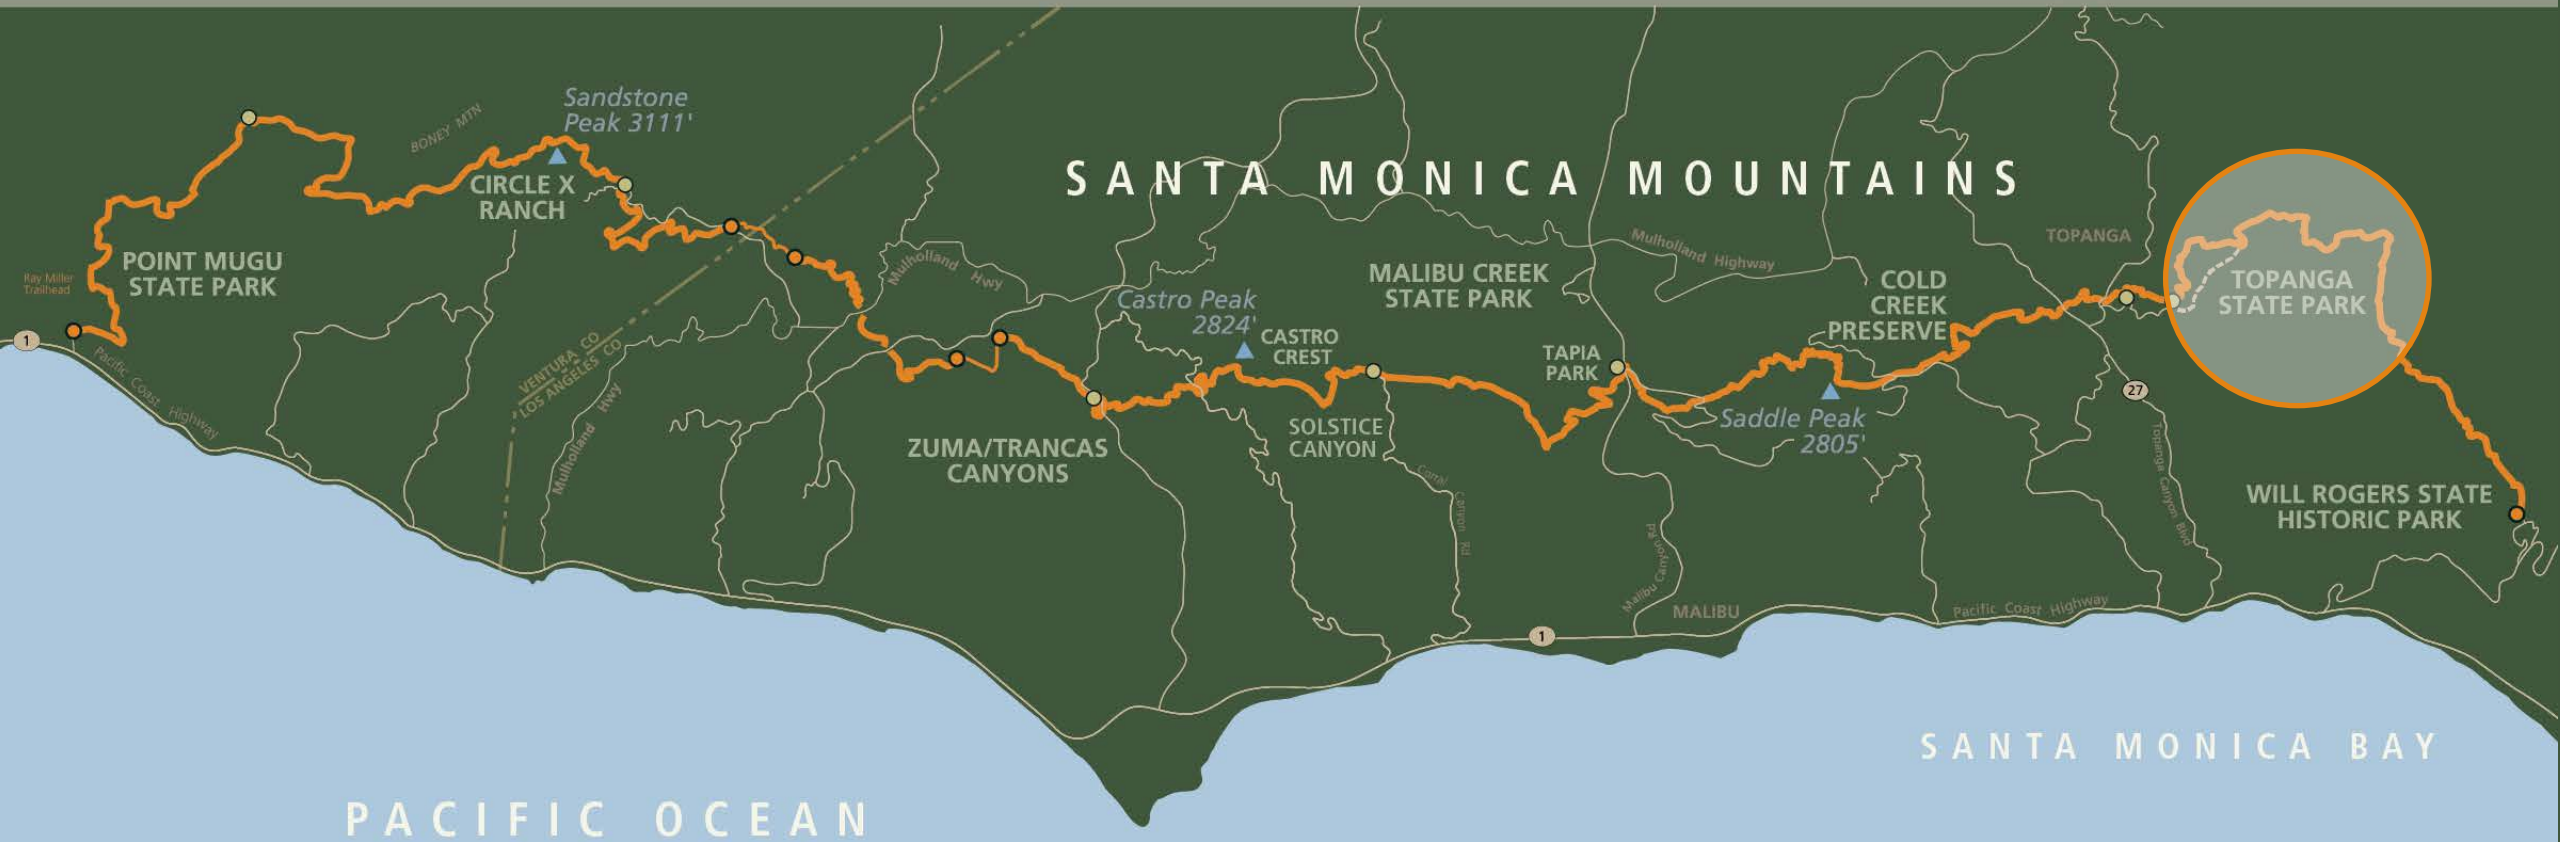 Sandstone
Peak 3111'
BONEY MTN
CIRCLE X
RANCH
SANTA MONICA MOUNTAINS
POINT MUGU
STATE PARK
Ray Miller
Trailhead
1
Pacific Coast Highway
VENTURA CO
LOS ANGELES CO
Mulholland Hwy
Mulholland Hwy
Castro Peak
2824'
CASTRO
CREST
MALIBU CREEK
STATE PARK
Mulholland Highway
TOPANGA
COLD
CREEK
PRESERVE
TOPANGA
STATE PARK
TAPIA
PARK
Saddle Peak
2805'
27
Topanga Canyon Blvd
ZUMA/TRANCAS
CANYONS
SOLSTICE
CANYON
Corral Canyon Rd
Malibu Canyon Rd
WILL ROGERS STATE
HISTORIC PARK
MALIBU
Pacific Coast Highway
1
SANTA MONICA BAY
PACIFIC OCEAN